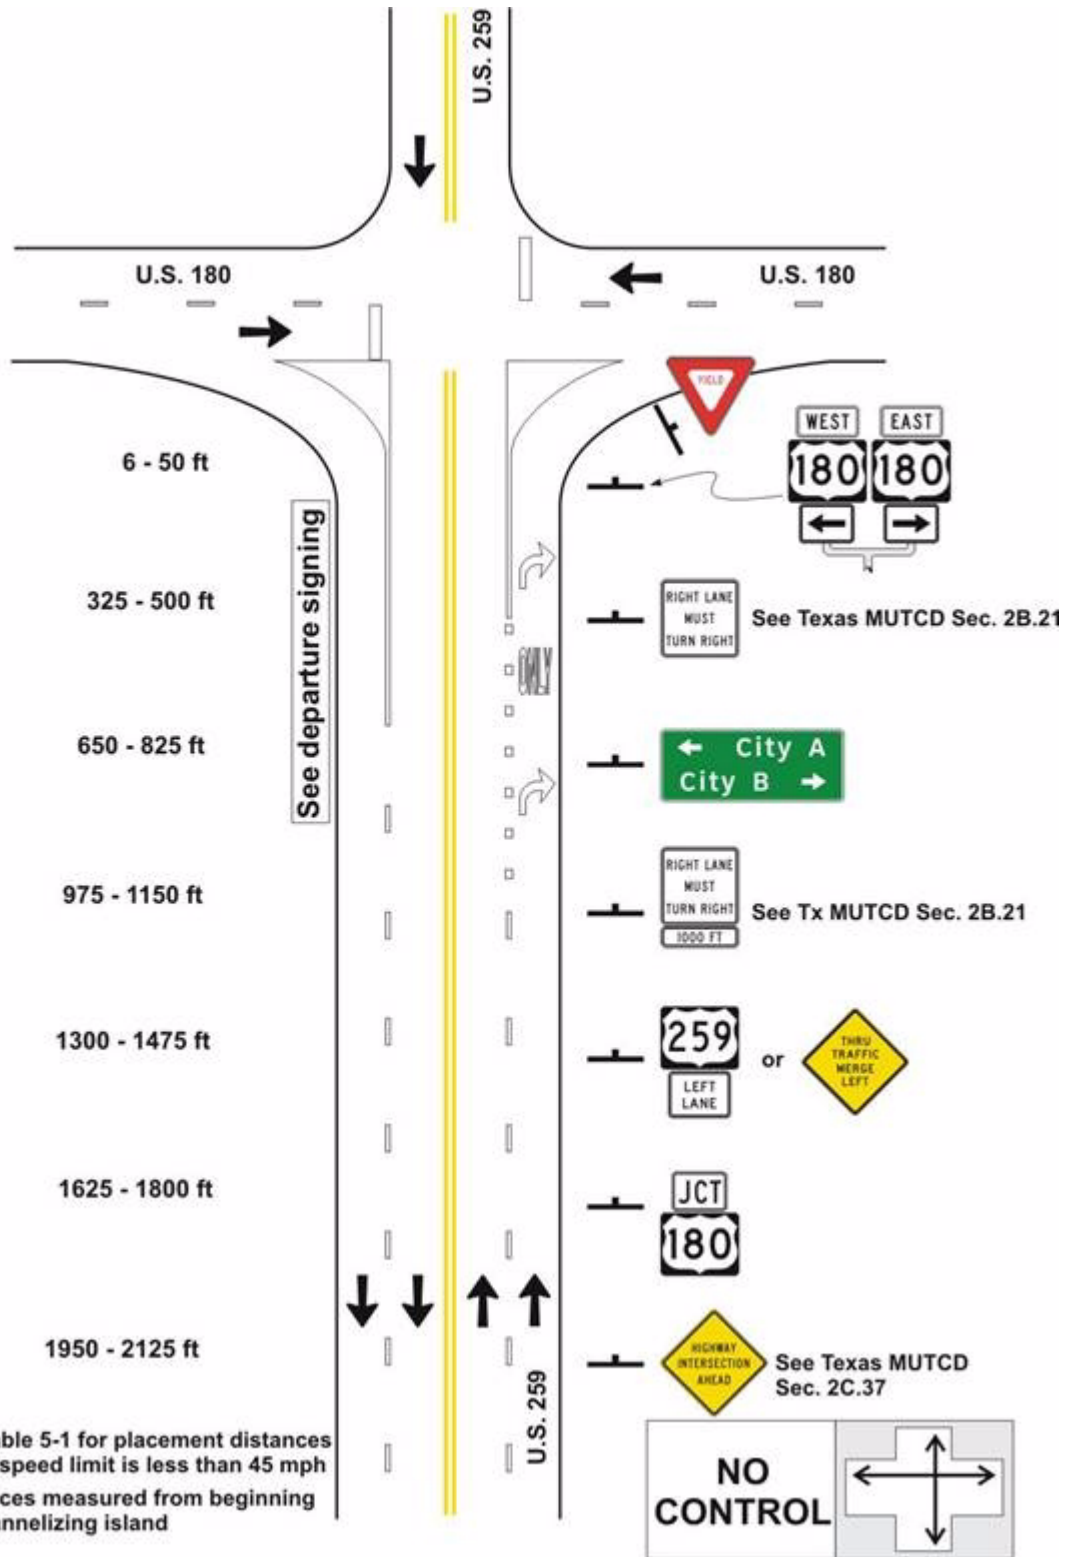 U.S. 259
U.S. 180
U.S. 180
YIELD
WEST EAST
180 180
6 - 50 ft
See departure signing
325 - 500 ft
RIGHT LANE
MUST
TURN RIGHT
See Texas MUTCD Sec. 2B.21
ONLY
650 - 825 ft
City A
City B
975 - 1150 ft
RIGHT LANE
MUST
TURN RIGHT
1000 FT
See Tx MUTCD Sec. 2B.21
1300 - 1475 ft
259
LEFT
LANE
or
THRU
TRAFFIC
MERGE
LEFT
1625 - 1800 ft
JCT
180
1950 - 2125 ft
HIGHWAY
INTERSECTION
AHEAD
See Texas MUTCD
Sec. 2C.37
U.S. 259
ble 5-1 for placement distances
speed limit is less than 45 mph
ces measured from beginning
nnelizing island
NO
CONTROL